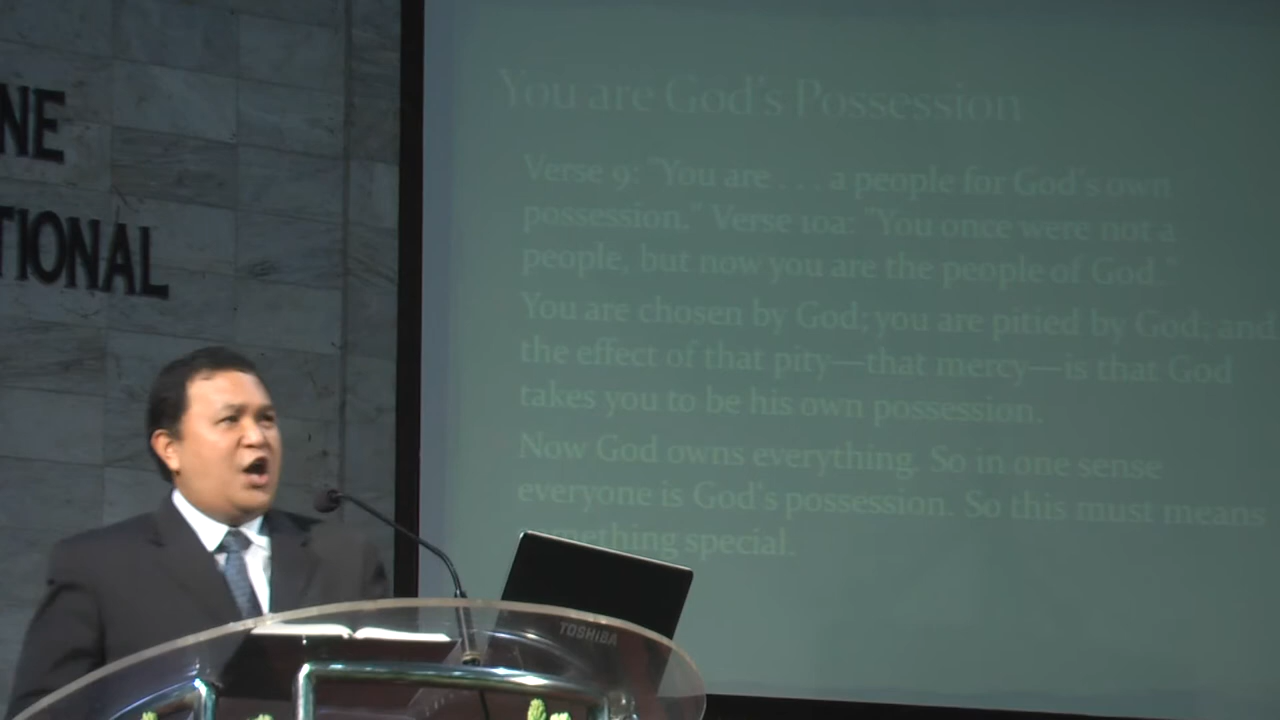 NE
TIONAL
You are God's Possession
Verse 9: "You are . . . a people for God's own
possession." Verse 10a: "You once were not a
people, but now you are the people of God."
You are chosen by God; you are pitied by God; and
the effect of that pity—that mercy—is that God
takes you to be his own possession.
Now God owns everything. So in one sense
everyone is God's possession. So this must means
something special.
TOSHIBA